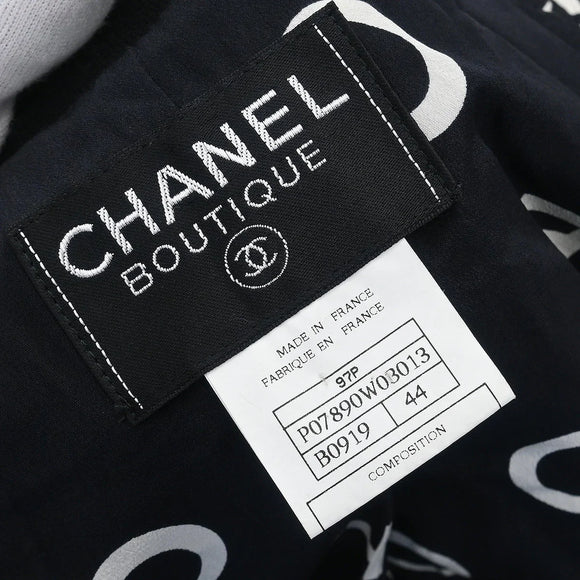 CHANEL
BOUTIQUE
MADE IN FRANCE
FABRIQUE EN FRANCE
97P
P07890W03013
B0919 44
COMPOSITION